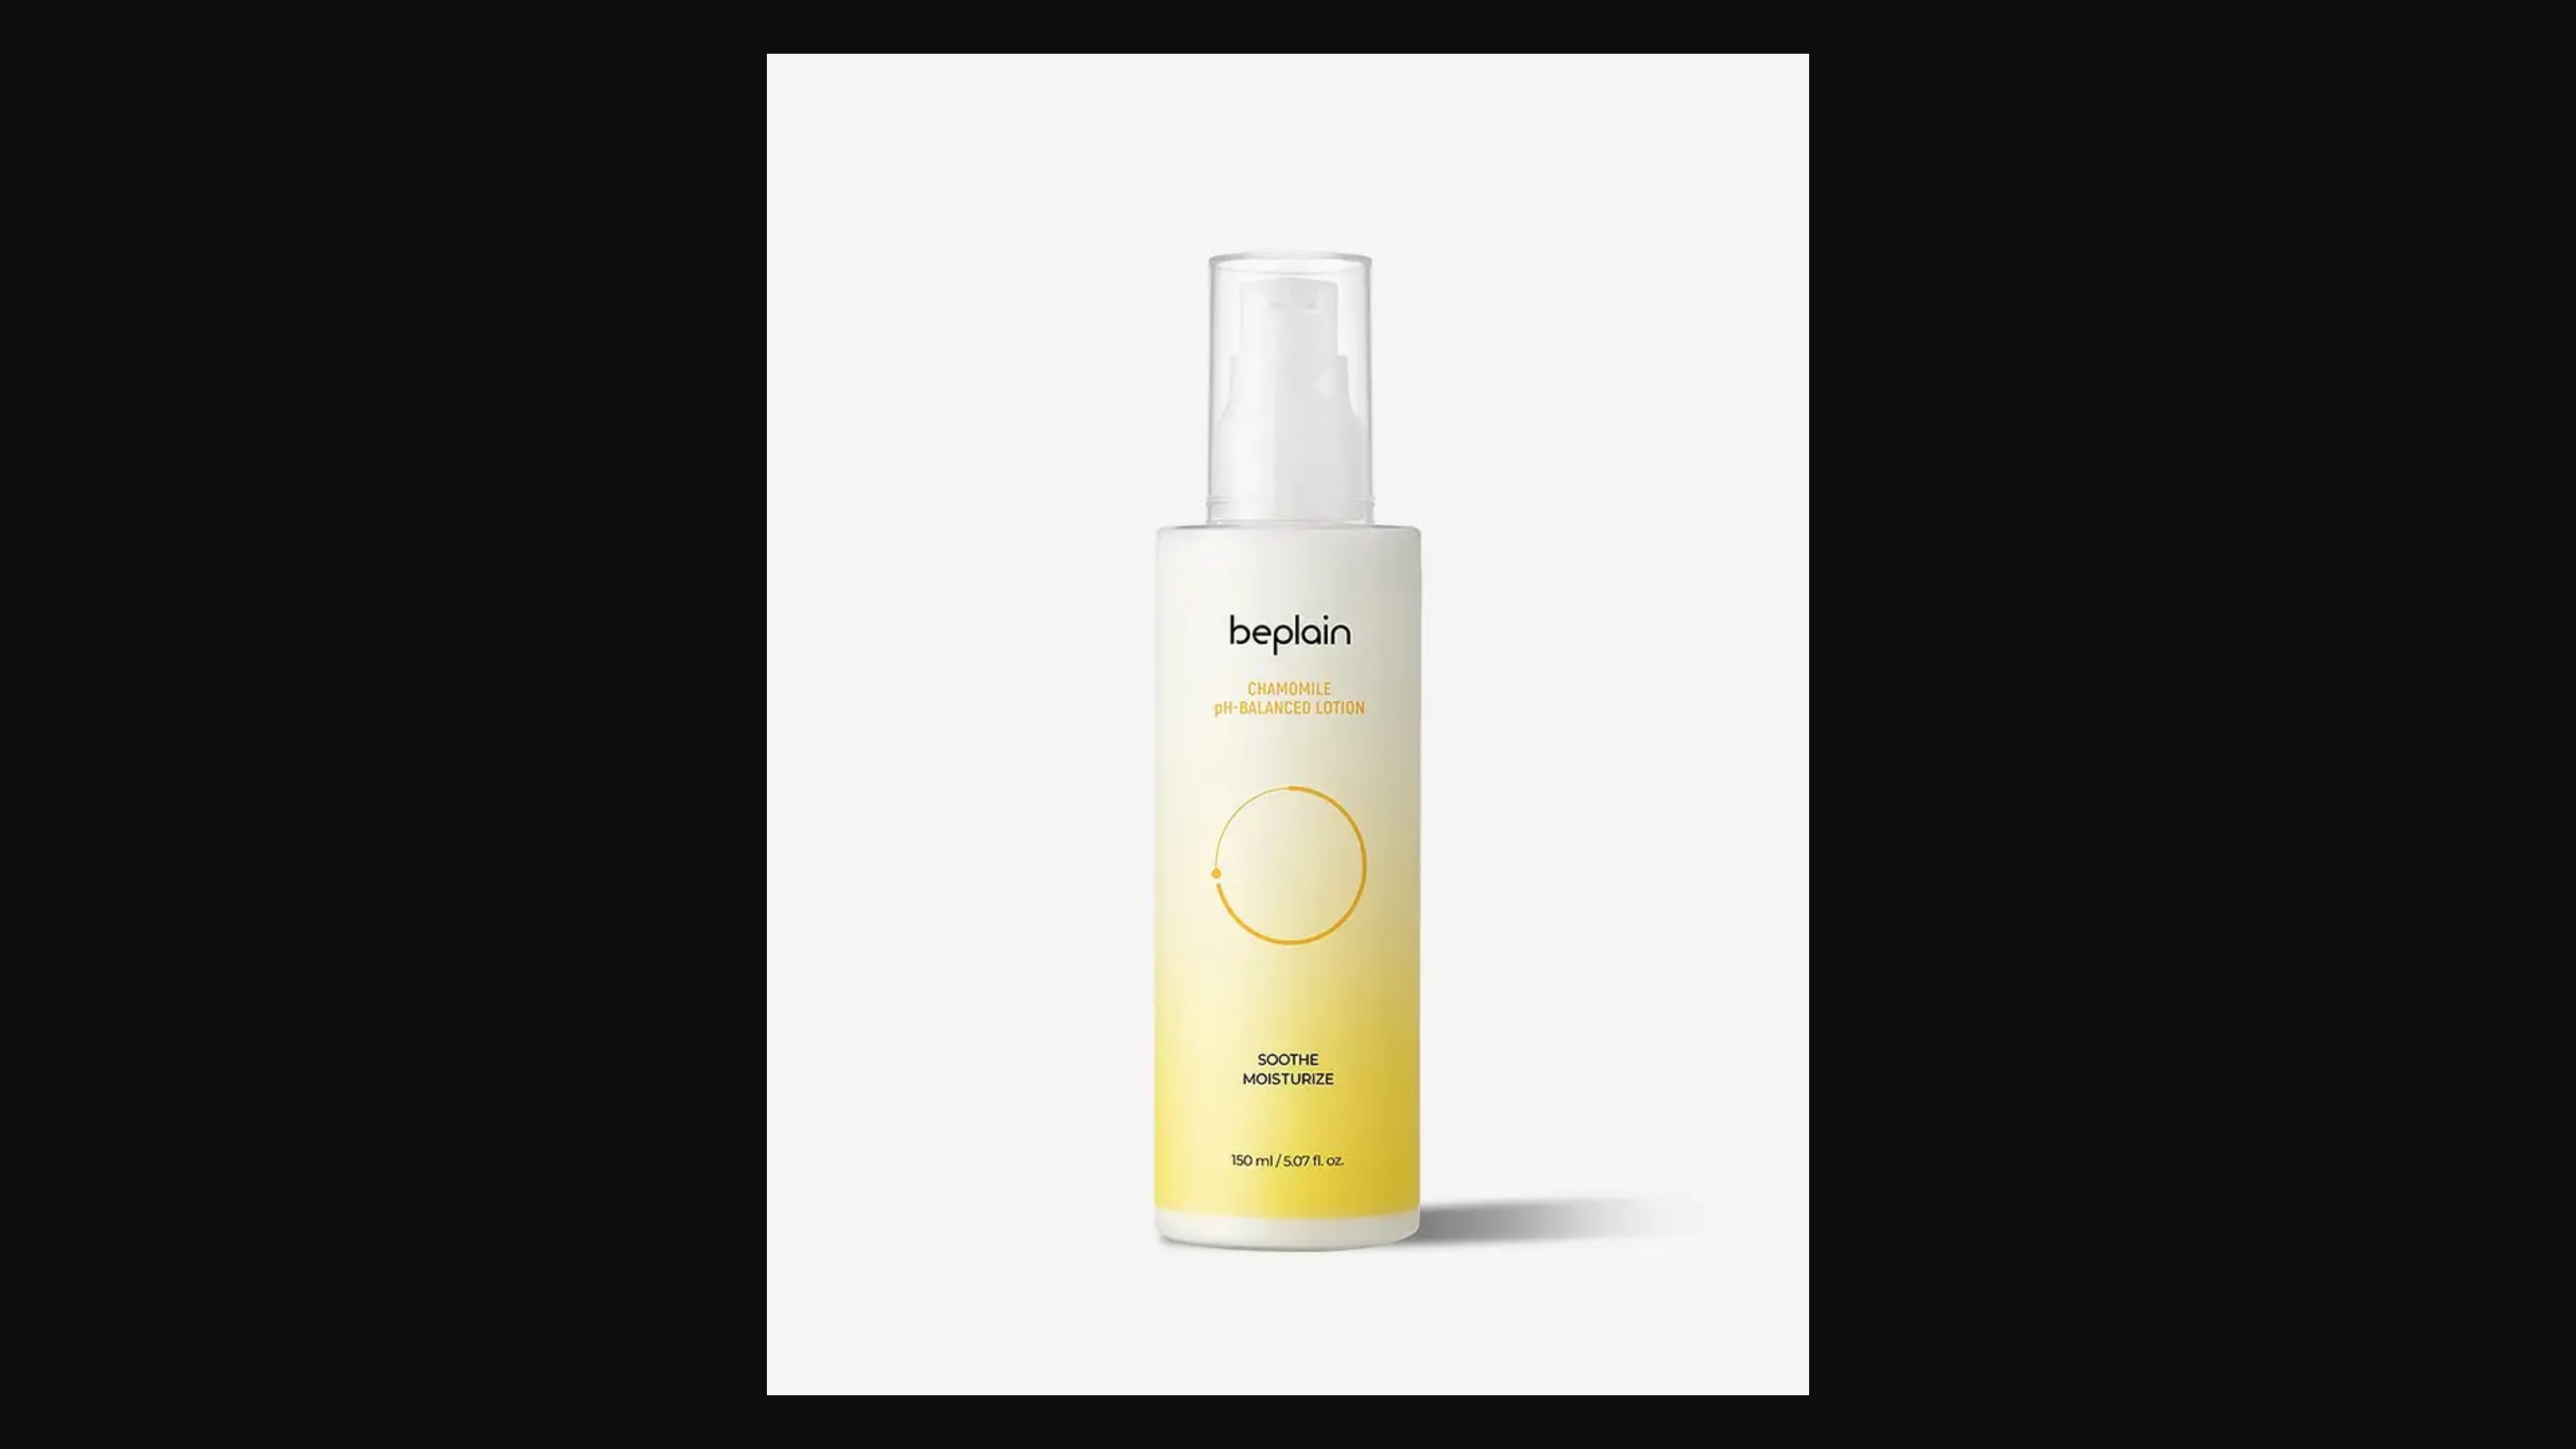 beplain
CHAMOMILE
pH-BALANCED LOTION
SOOTHE
MOISTURIZE
150 ml / 5.07 fl. oz.